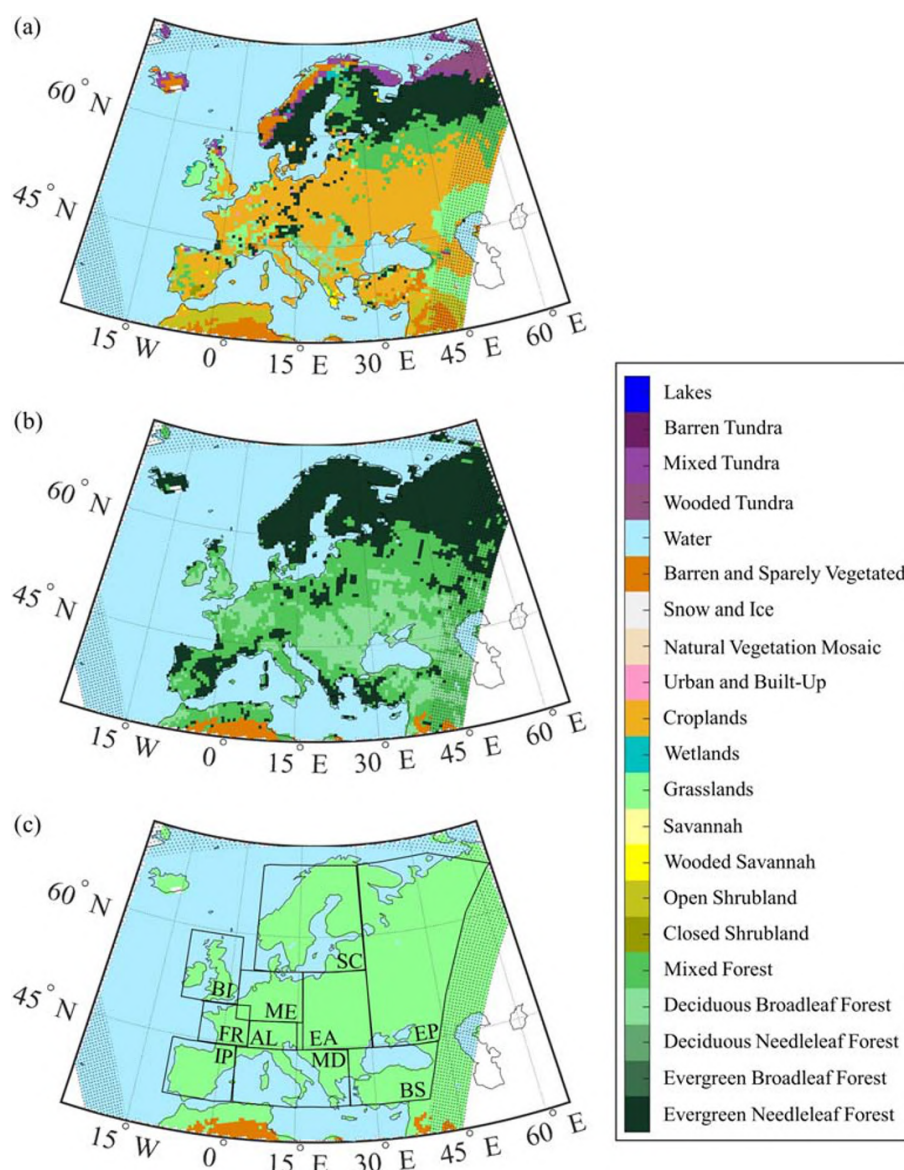 (a)
60° N
45° N
15° W
0°
15° E
30° E
45° E
60° E
(b)
60° N
45° N
15° W
0°
15° E
30° E
45° E
60° E
(c)
60° N
45° N
SC
BI
ME
FR
AL
EA
EP
IP
MD
BS
15° W
0°
15° E
30° E
45° E
60° E
Lakes
Barren Tundra
Mixed Tundra
Wooded Tundra
Water
Barren and Sparely Vegetated
Snow and Ice
Natural Vegetation Mosaic
Urban and Built-Up
Croplands
Wetlands
Grasslands
Savannah
Wooded Savannah
Open Shrubland
Closed Shrubland
Mixed Forest
Deciduous Broadleaf Forest
Deciduous Needleleaf Forest
Evergreen Broadleaf Forest
Evergreen Needleleaf Forest